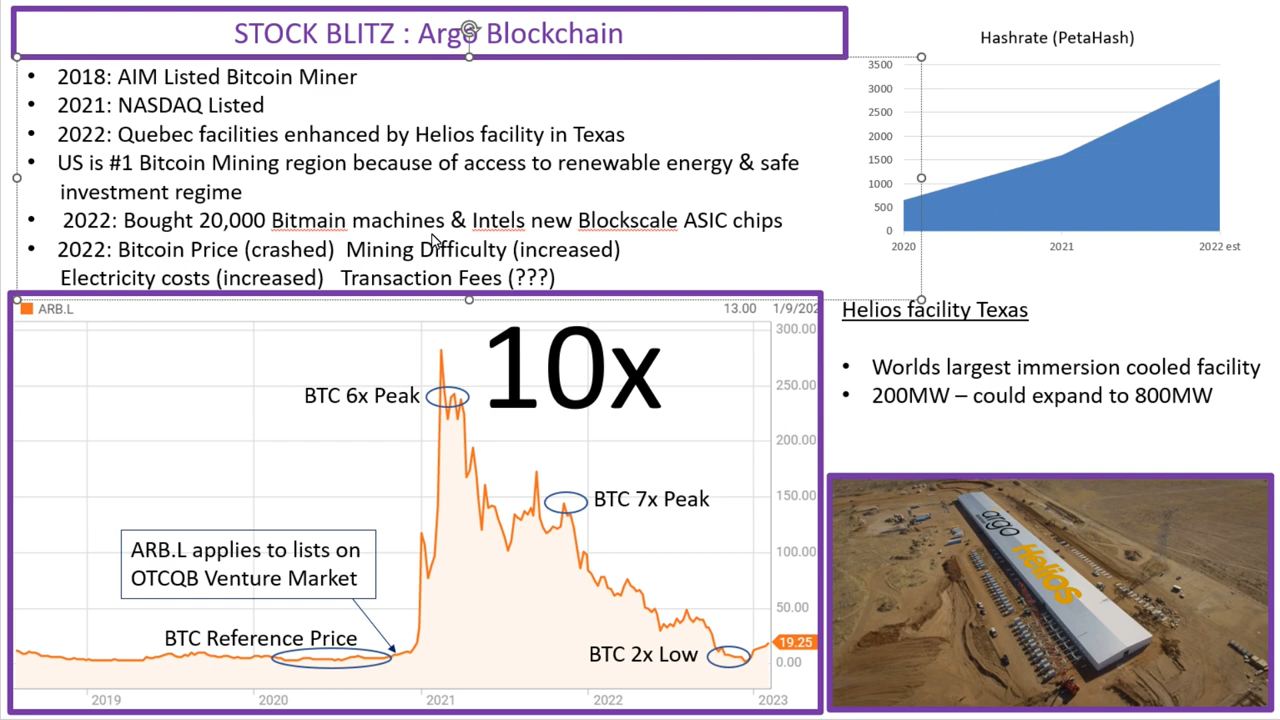 STOCK BLITZ : Argo Blockchain
• 2018: AIM Listed Bitcoin Miner
• 2021: NASDAQ Listed
• 2022: Quebec facilities enhanced by Helios facility in Texas
• US is #1 Bitcoin Mining region because of access to renewable energy & safe
investment regime
• 2022: Bought 20,000 Bitmain machines & Intels new Blockscale ASIC chips
• 2022: Bitcoin Price (crashed) Mining Difficulty (increased)
Electricity costs (increased) Transaction Fees (???)
Hashrate (PetaHash)
3500
3000
2500
2000
1500
1000
500
0
2020 2021 2022 est
ARB.L 13.00 1/9/202
10x
300.00
250.00
200.00
150.00
100.00
50.00
19.25
0.00
BTC 6x Peak
BTC 7x Peak
ARB.L applies to lists on
OTCQB Venture Market
BTC Reference Price
BTC 2x Low
2019 2020 2021 2022 2023
Helios facility Texas
• Worlds largest immersion cooled facility
• 200MW – could expand to 800MW
argo
Helios